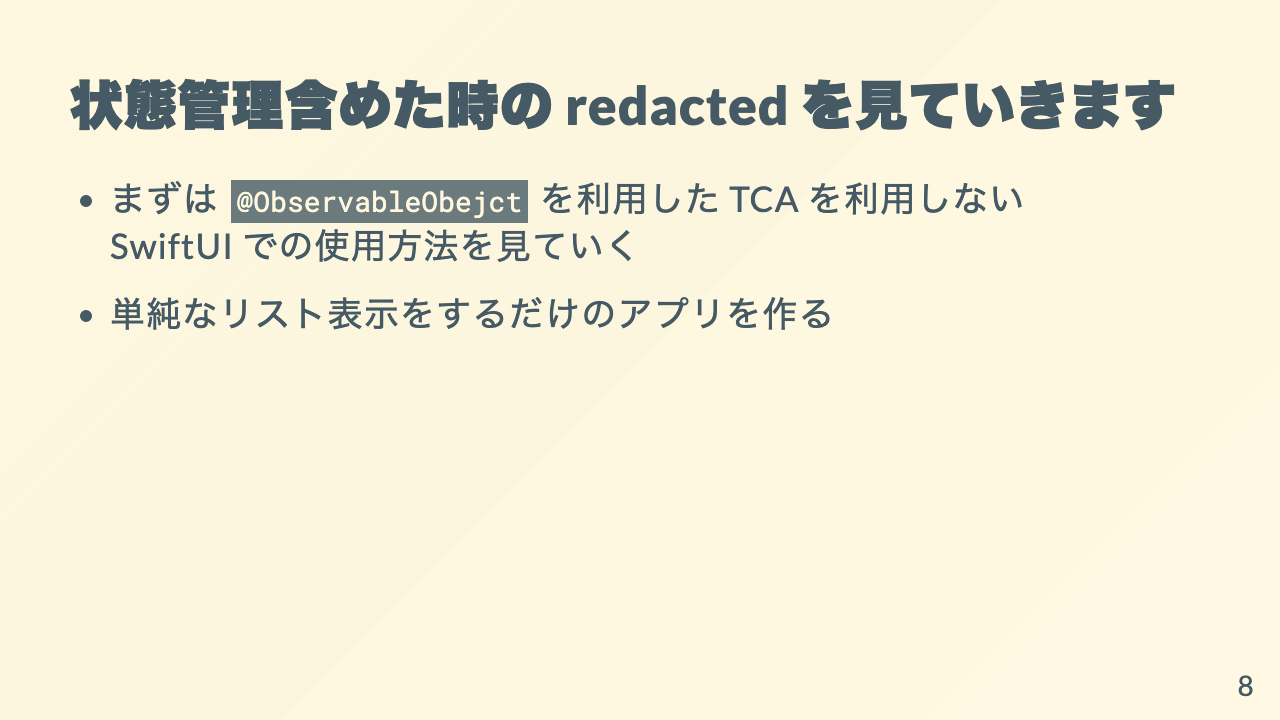 状態管理含めた時の redacted を見ていきます
• まずは @ObservableObejct を利用した TCA を利用しない
SwiftUI での使用方法を見ていく
• 単純なリスト表示をするだけのアプリを作る
8